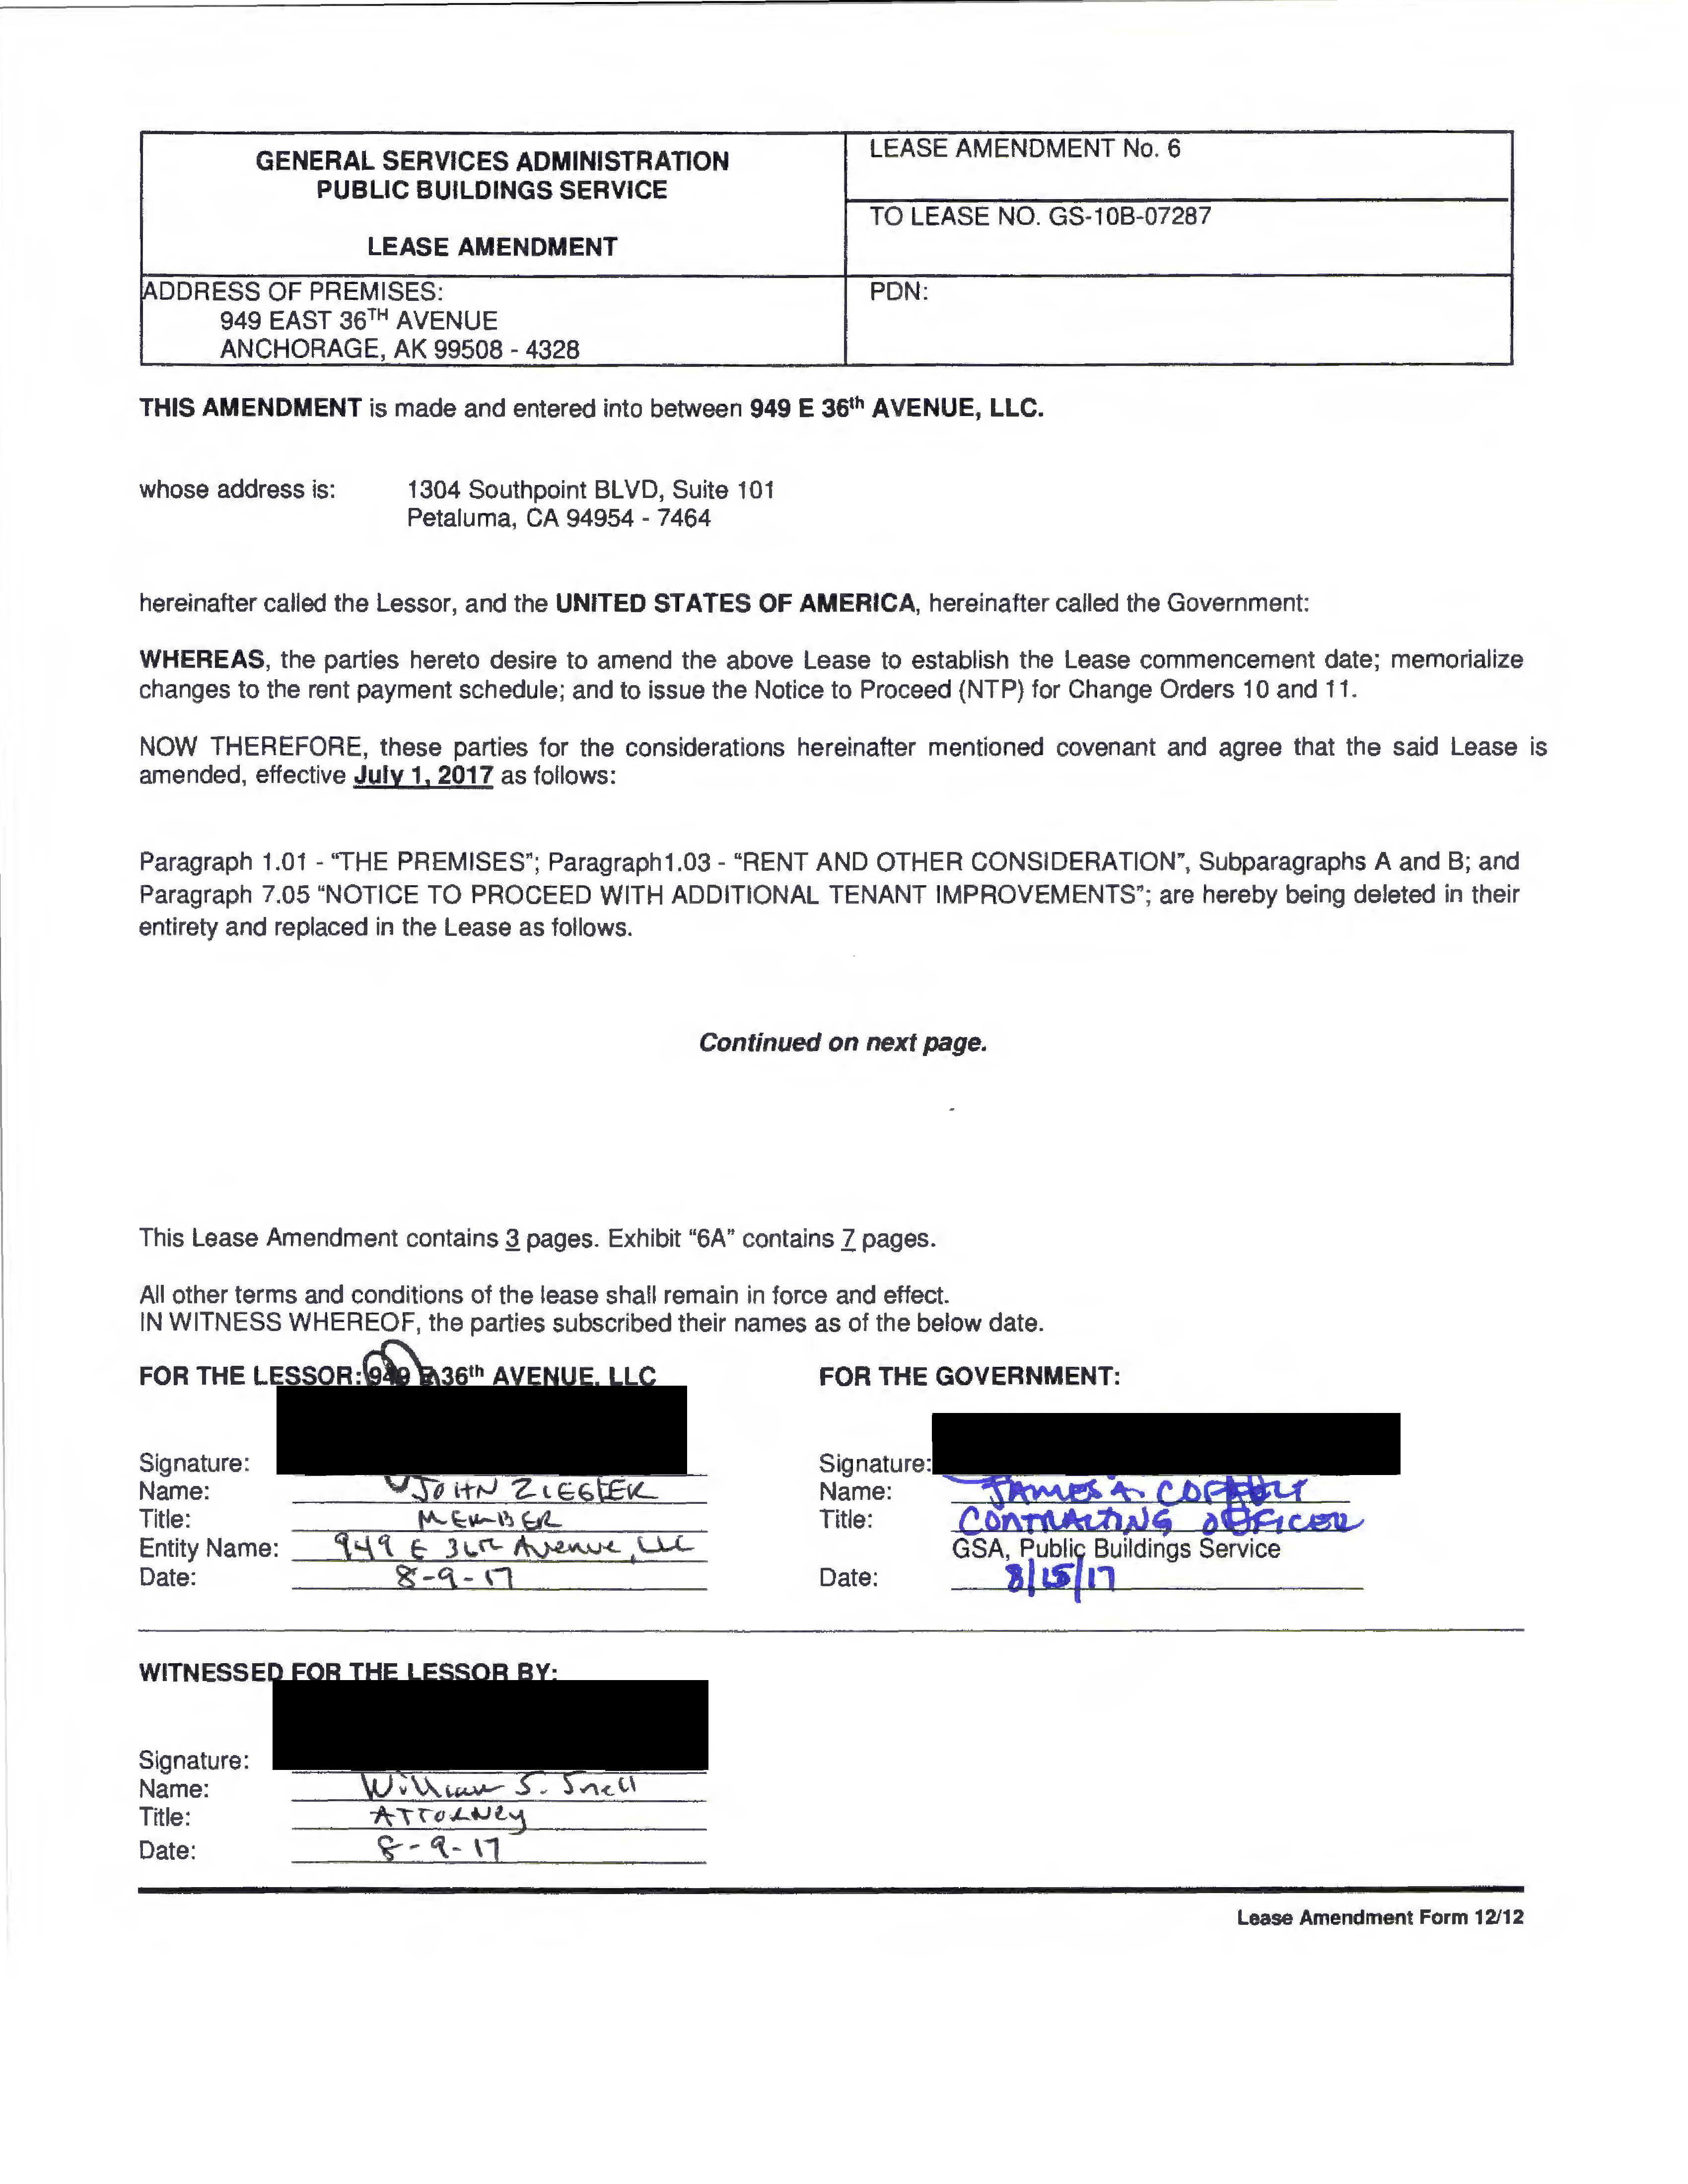 GENERAL SERVICES ADMINISTRATION
PUBLIC BUILDINGS SERVICE
LEASE AMENDMENT
LEASE AMENDMENT No. 6
TO LEASE NO. GS-10B-07287
ADDRESS OF PREMISES:
949 EAST 36TH AVENUE
ANCHORAGE, AK 99508 - 4328
PDN:
THIS AMENDMENT is made and entered into between 949 E 36th AVENUE, LLC.
whose address is: 1304 Southpoint BLVD, Suite 101
Petaluma, CA 94954 - 7464
hereinafter called the Lessor, and the UNITED STATES OF AMERICA, hereinafter called the Government:
WHEREAS, the parties hereto desire to amend the above Lease to establish the Lease commencement date; memorialize
changes to the rent payment schedule; and to issue the Notice to Proceed (NTP) for Change Orders 10 and 11.
NOW THEREFORE, these parties for the considerations hereinafter mentioned covenant and agree that the said Lease is
amended, effective July 1, 2017 as follows:
Paragraph 1.01 - “THE PREMISES”; Paragraph1.03 - “RENT AND OTHER CONSIDERATION”, Subparagraphs A and B; and
Paragraph 7.05 “NOTICE TO PROCEED WITH ADDITIONAL TENANT IMPROVEMENTS”; are hereby being deleted in their
entirety and replaced in the Lease as follows.
Continued on next page.
This Lease Amendment contains 3 pages. Exhibit “6A” contains 7 pages.
All other terms and conditions of the lease shall remain in force and effect.
IN WITNESS WHEREOF, the parties subscribed their names as of the below date.
FOR THE LESSOR: 949 E 36th AVENUE, LLC
Signature:
Name: JOHN ZIEGLER
Title: MEMBER
Entity Name: 949 E 36th Avenue, LLC
Date: 8-9-17
FOR THE GOVERNMENT:
Signature:
Name: JAMES A.
Title: CONTRACTING OFFICER
GSA, Public Buildings Service
Date: 8/15/17
WITNESSED FOR THE LESSOR BY:
Signature:
Name: William S. Snell
Title: ATTORNEY
Date: 8-9-17
Lease Amendment Form 12/12